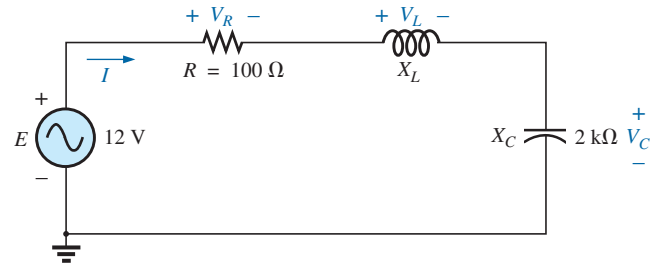 + V_R −
+ V_L −
I
R = 100 Ω
X_L
+
E
12 V
−
X_C
2 kΩ
+
V_C
−